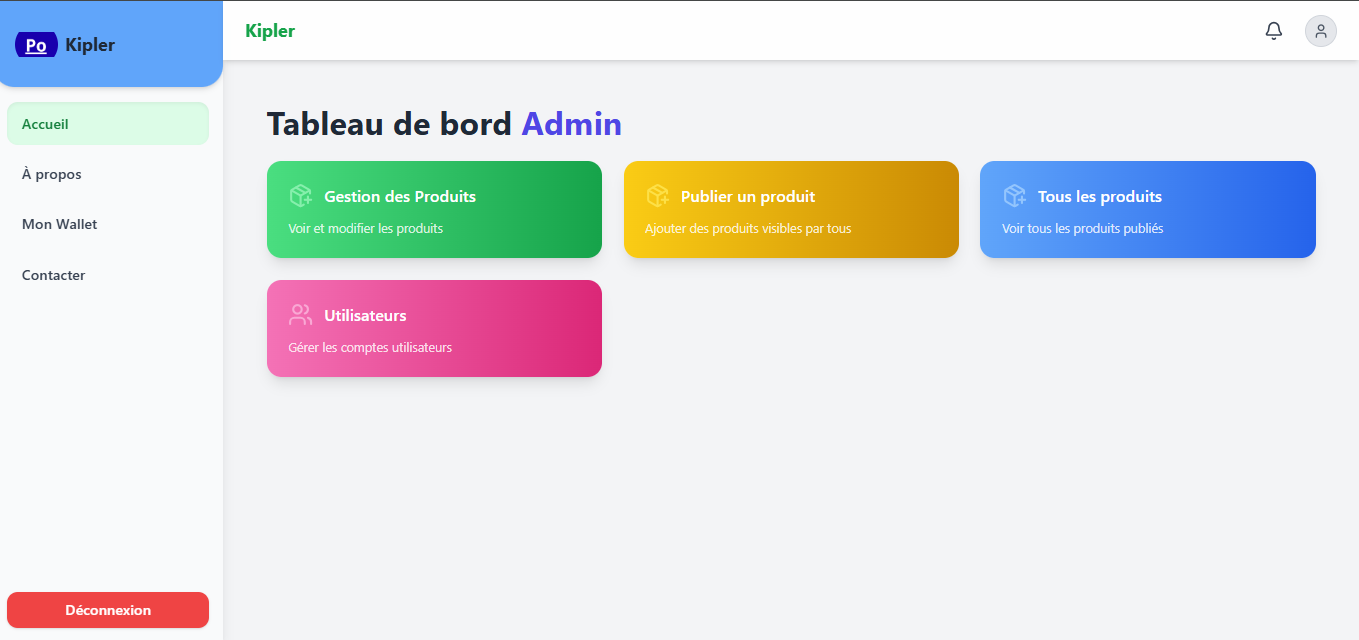 Po Kipler
Kipler
Accueil
À propos
Mon Wallet
Contacter
Déconnexion
Tableau de bord Admin
Gestion des Produits
Voir et modifier les produits
Publier un produit
Ajouter des produits visibles par tous
Tous les produits
Voir tous les produits publiés
Utilisateurs
Gérer les comptes utilisateurs